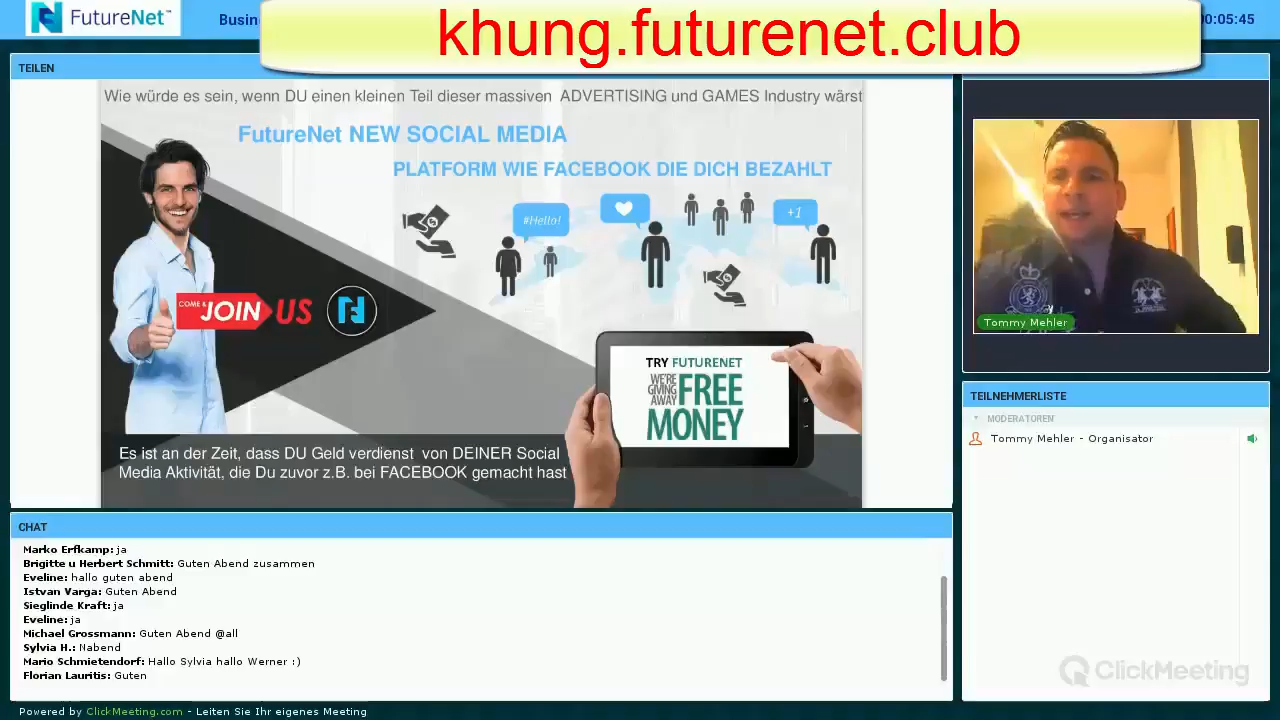 FutureNet™
khung.futurenet.club
00:05:45
TEILEN
Wie würde es sein, wenn DU einen kleinen Teil dieser massiven ADVERTISING und GAMES Industry wärst
FutureNet NEW SOCIAL MEDIA
PLATFORM WIE FACEBOOK DIE DICH BEZAHLT
#Hello!
+1
COME & JOIN US
TRY FUTURENET
WE'RE GIVING AWAY FREE
MONEY
Es ist an der Zeit, dass DU Geld verdienst von DEINER Social
Media Aktivität, die Du zuvor z.B. bei FACEBOOK gemacht hast
Tommy Mehler
TEILNEHMERLISTE
MODERATOREN
Tommy Mehler - Organisator
CHAT
Marko Erfkamp: ja
Brigitte u Herbert Schmitt: Guten Abend zusammen
Eveline: hallo guten abend
Istvan Varga: Guten Abend
Sieglinde Kraft: ja
Eveline: ja
Michael Grossmann: Guten Abend @all
Sylvia H.: Nabend
Mario Schmietendorf: Hallo Sylvia hallo Werner :)
Florian Lauritis: Guten
ClickMeeting
Powered by ClickMeeting.com - Leiten Sie Ihr eigenes Meeting